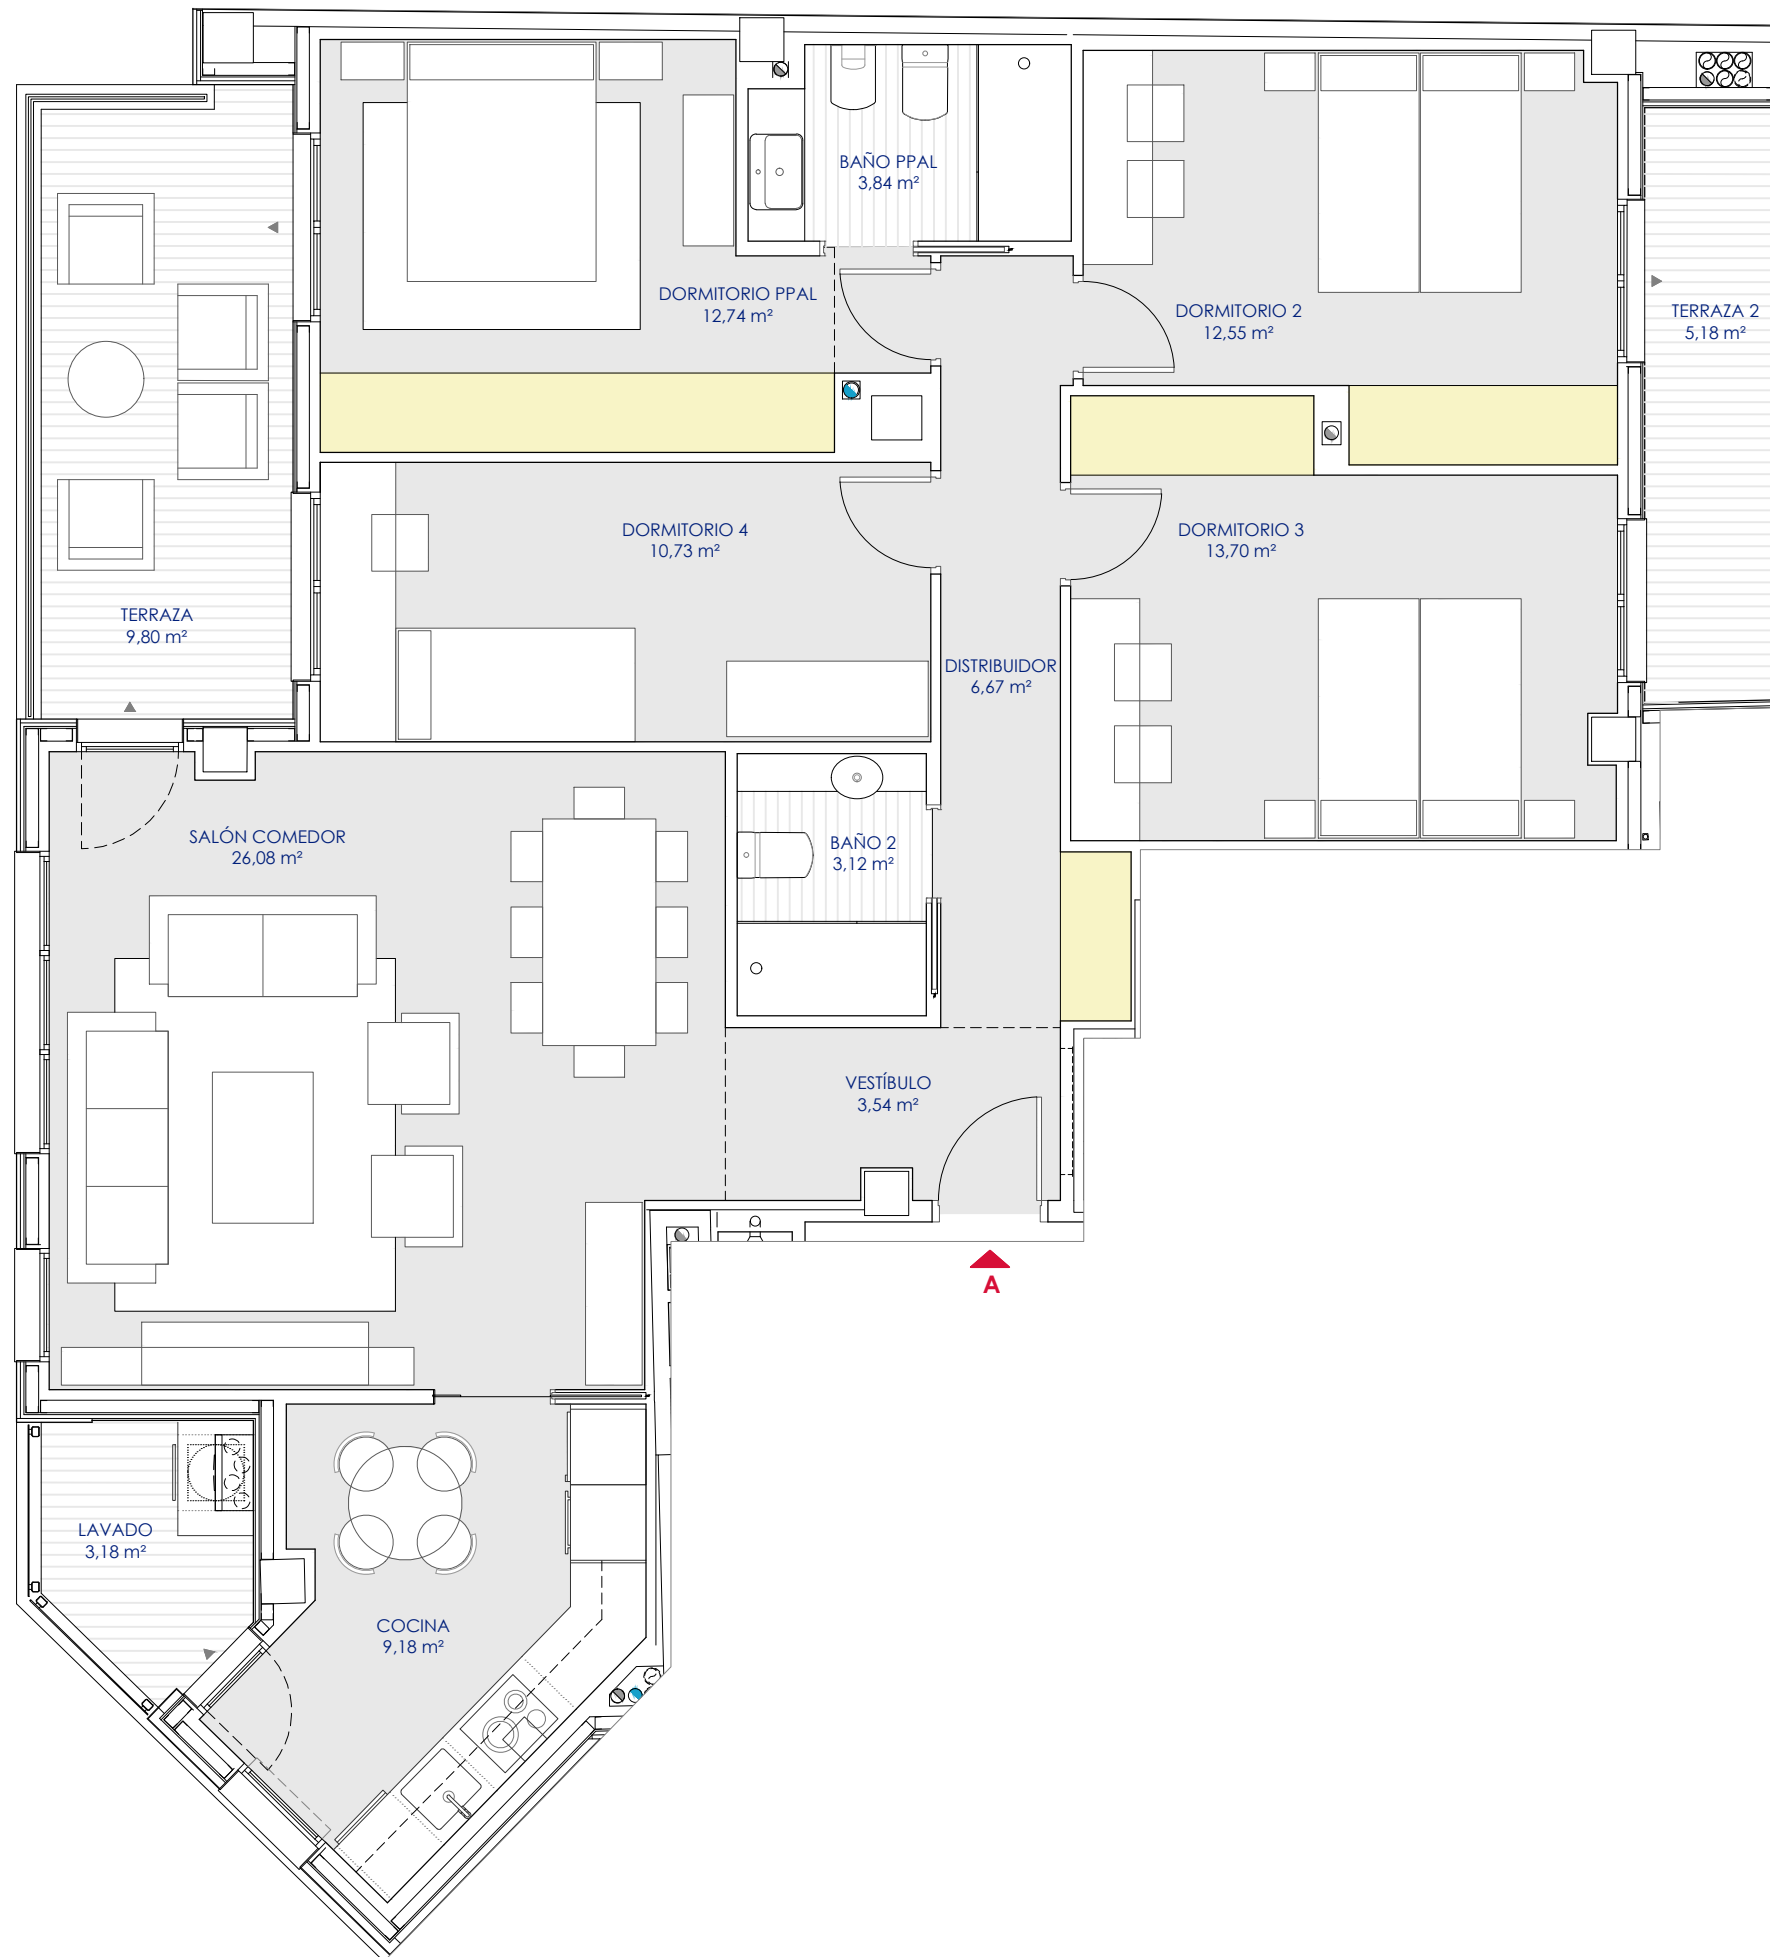 BAÑO PPAL
3,84 m²
DORMITORIO PPAL
12,74 m²
DORMITORIO 2
12,55 m²
TERRAZA 2
5,18 m²
DORMITORIO 4
10,73 m²
DORMITORIO 3
13,70 m²
TERRAZA
9,80 m²
DISTRIBUIDOR
6,67 m²
SALÓN COMEDOR
26,08 m²
BAÑO 2
3,12 m²
VESTÍBULO
3,54 m²
A
LAVADO
3,18 m²
COCINA
9,18 m²